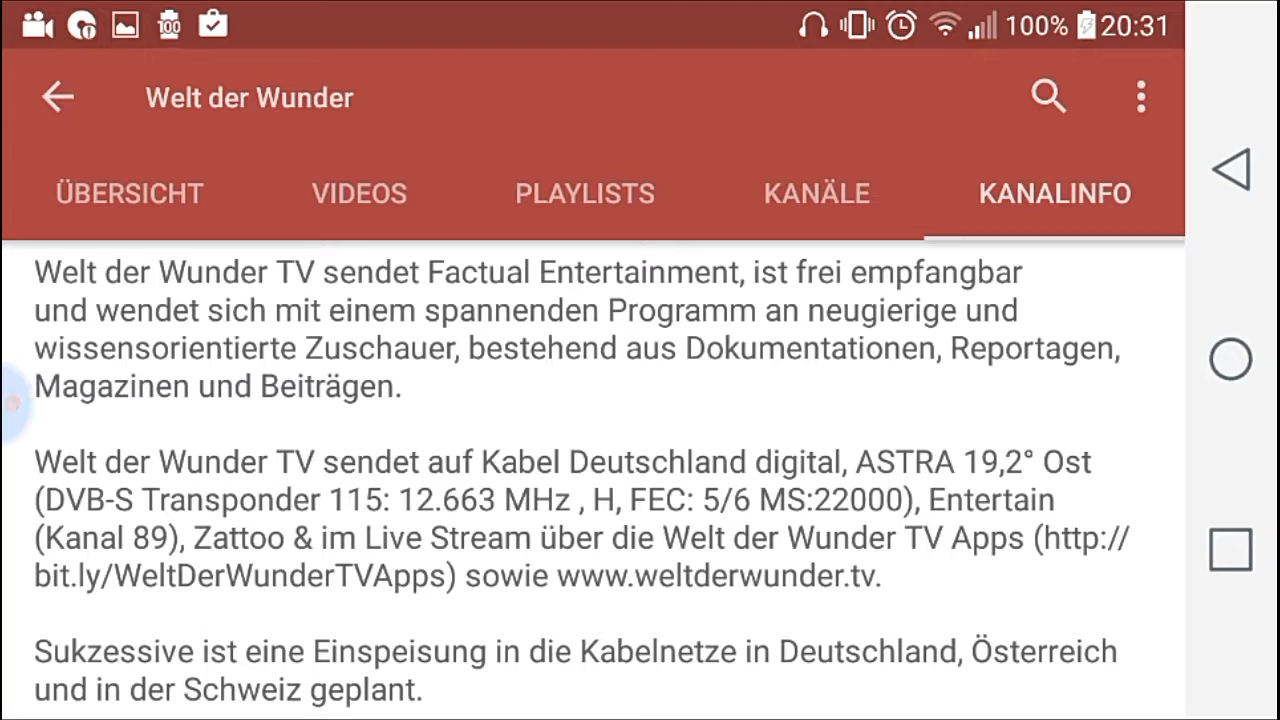 100 100% 20:31
Welt der Wunder
ÜBERSICHT VIDEOS PLAYLISTS KANÄLE KANALINFO
Welt der Wunder TV sendet Factual Entertainment, ist frei empfangbar
und wendet sich mit einem spannenden Programm an neugierige und
wissensorientierte Zuschauer, bestehend aus Dokumentationen, Reportagen,
Magazinen und Beiträgen.
Welt der Wunder TV sendet auf Kabel Deutschland digital, ASTRA 19,2° Ost
(DVB-S Transponder 115: 12.663 MHz , H, FEC: 5/6 MS:22000), Entertain
(Kanal 89), Zattoo & im Live Stream über die Welt der Wunder TV Apps (http://
bit.ly/WeltDerWunderTVApps) sowie www.weltderwunder.tv.
Sukzessive ist eine Einspeisung in die Kabelnetze in Deutschland, Österreich
und in der Schweiz geplant.